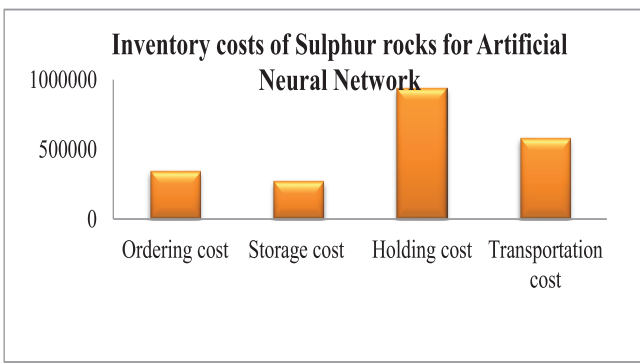 Inventory costs of Sulphur rocks for Artificial
Neural Network
1000000
500000
0
Ordering cost
Storage cost
Holding cost
Transportation
cost